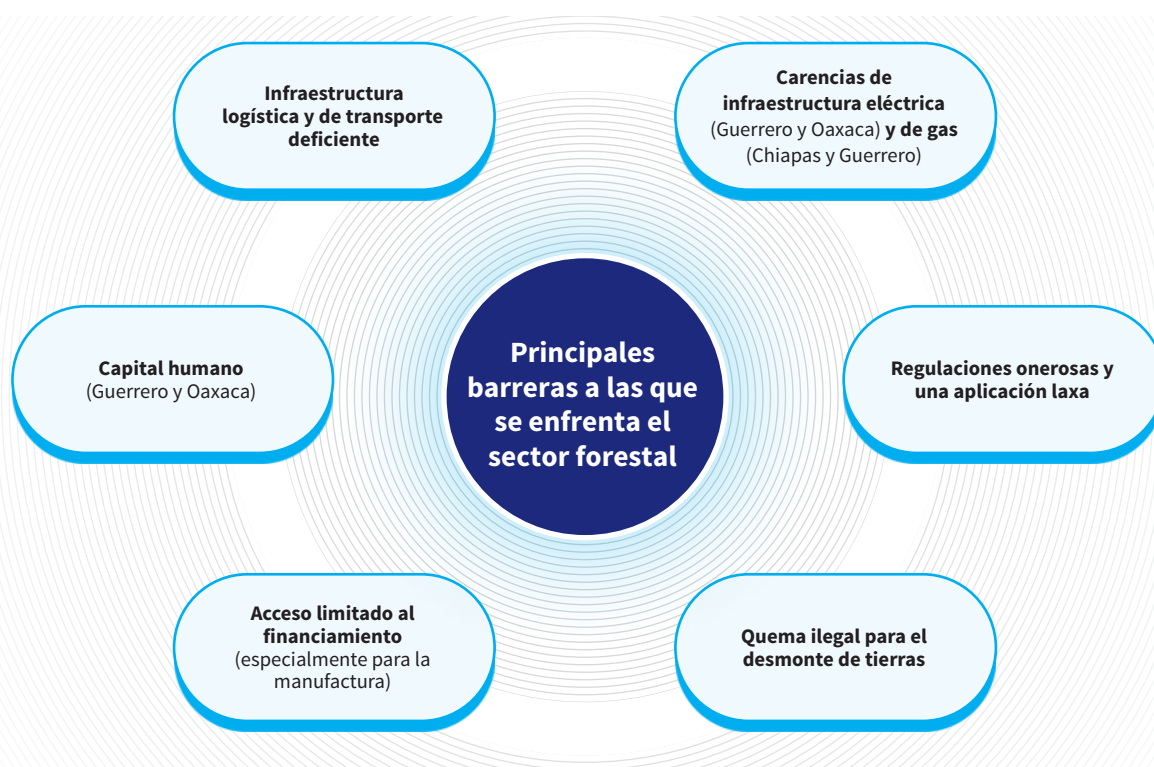 Infraestructura
logística y de transporte
deficiente
Carencias de
infraestructura eléctrica
(Guerrero y Oaxaca) y de gas
(Chiapas y Guerrero)
Capital humano
(Guerrero y Oaxaca)
Principales
barreras a las que
se enfrenta el
sector forestal
Regulaciones onerosas y
una aplicación laxa
Acceso limitado al
financiamiento
(especialmente para la
manufactura)
Quema ilegal para el
desmonte de tierras